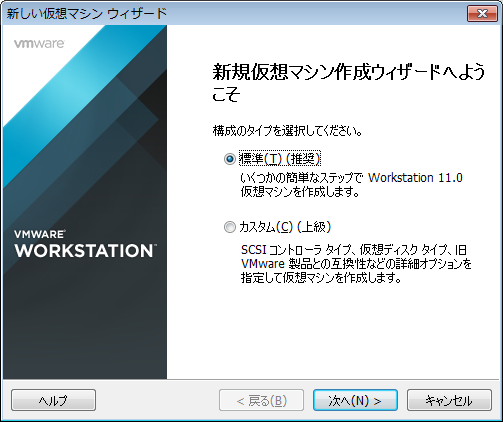 新しい仮想マシン ウィザード
vmware
新規仮想マシン作成ウィザードへよう
こそ
構成のタイプを選択してください。
標準(T) (推奨)
いくつかの簡単なステップで Workstation 11.0
仮想マシンを作成します。
カスタム(C) (上級)
SCSI コントローラ タイプ、仮想ディスク タイプ、旧
VMware 製品との互換性などの詳細オプションを
指定して仮想マシンを作成します。
VMWARE®
WORKSTATION™
ヘルプ
< 戻る(B)
次へ(N) >
キャンセル